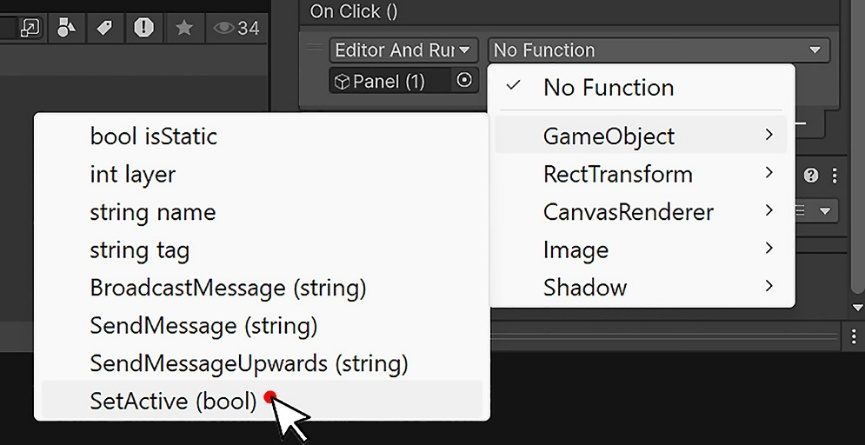 On Click ()
34
Editor And Rur
No Function
Panel (1)
No Function
GameObject
RectTransform
CanvasRenderer
Image
Shadow
bool isStatic
int layer
string name
string tag
BroadcastMessage (string)
SendMessage (string)
SendMessageUpwards (string)
SetActive (bool)